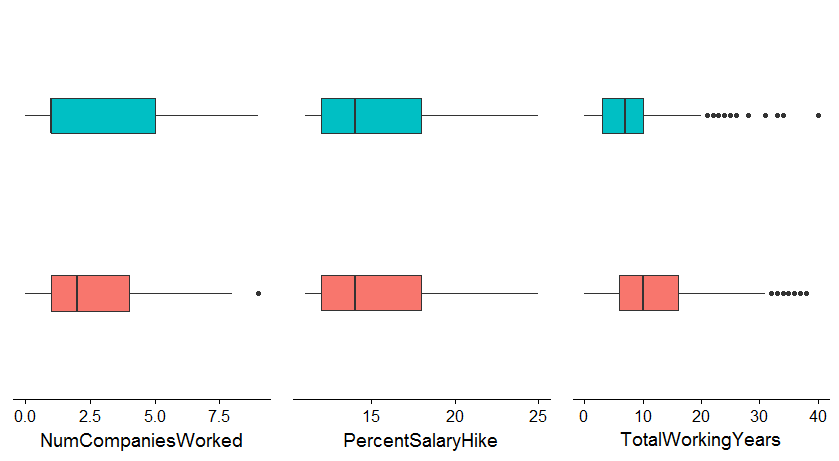 0.0 2.5 5.0 7.5
NumCompaniesWorked
15 20 25
PercentSalaryHike
0 10 20 30 40
TotalWorkingYears